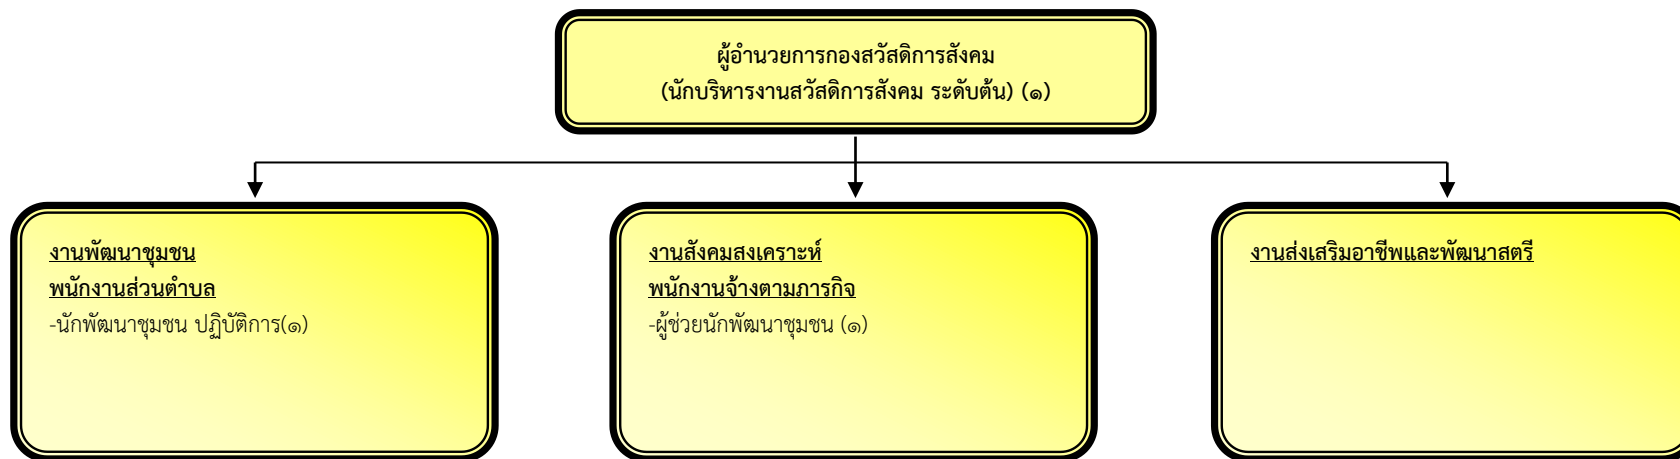 ผู้อำนวยการกองสวัสดิการสังคม
(นักบริหารงานสวัสดิการสังคม ระดับต้น) (๑)
งานพัฒนาชุมชน
พนักงานส่วนตำบล
-นักพัฒนาชุมชน ปฏิบัติการ(๑)
งานสังคมสงเคราะห์
พนักงานจ้างตามภารกิจ
-ผู้ช่วยนักพัฒนาชุมชน (๑)
งานส่งเสริมอาชีพและพัฒนาสตรี